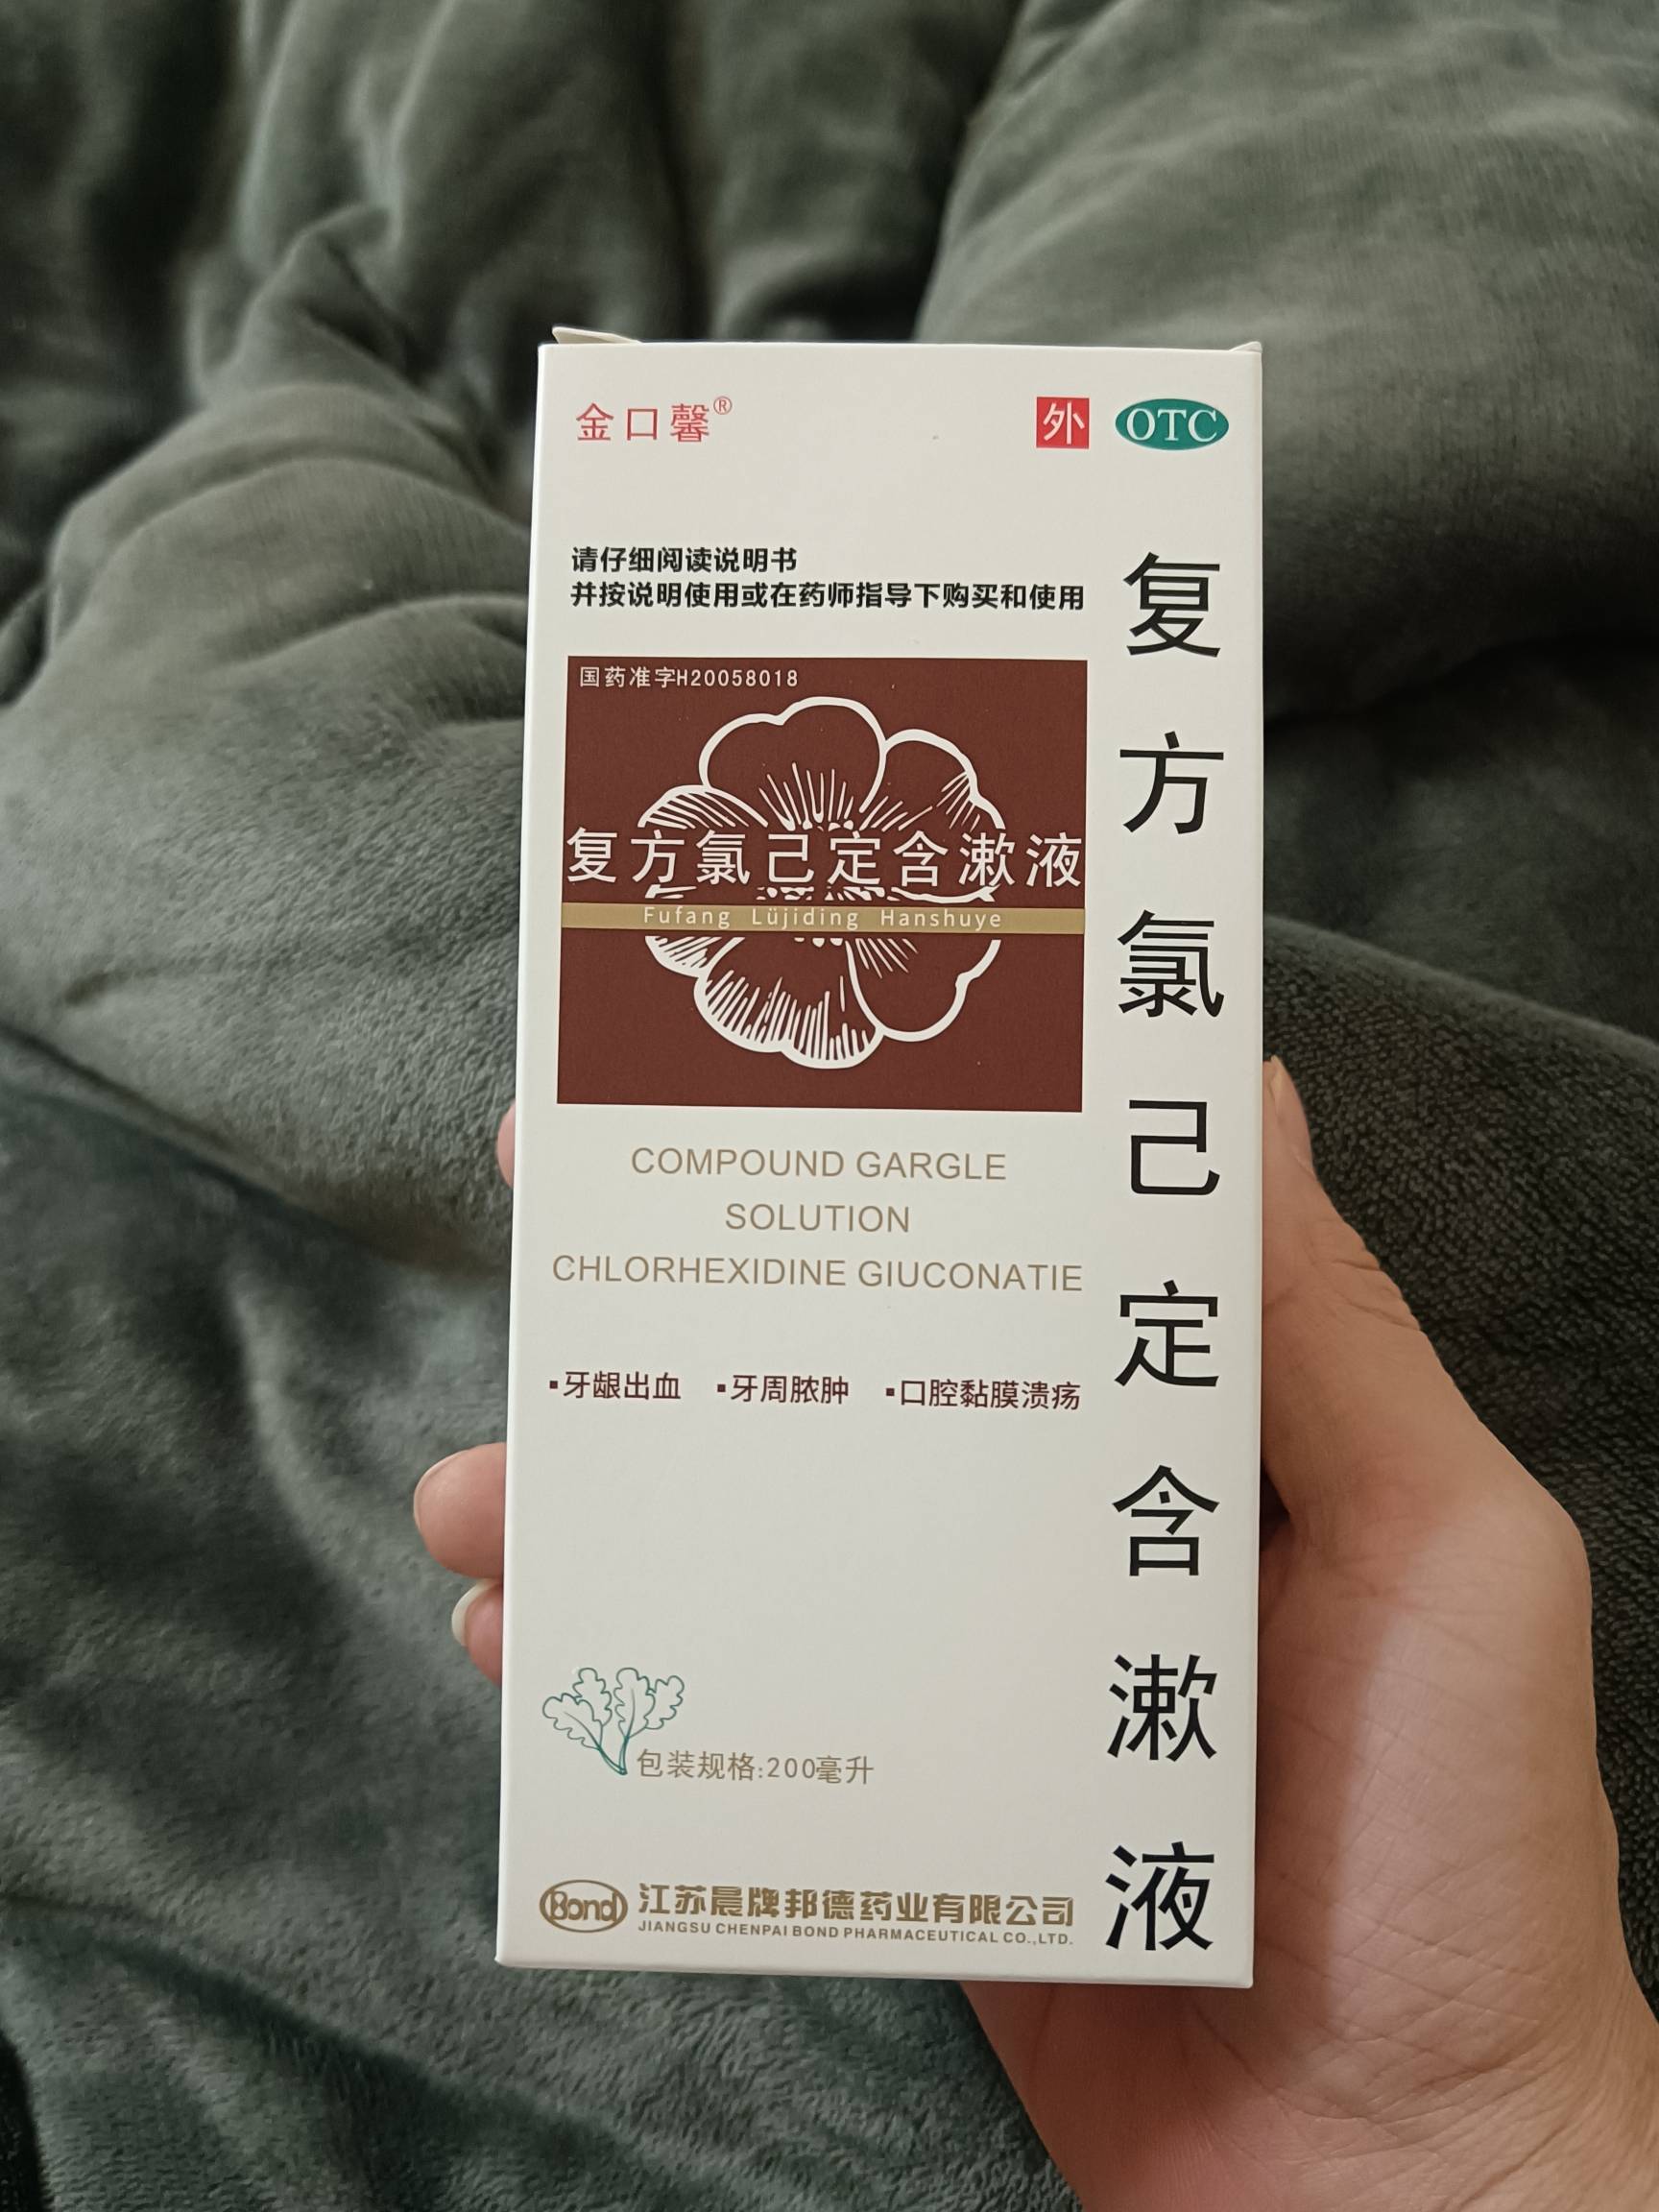 金口馨®
外 OTC
请仔细阅读说明书
并按说明使用或在药师指导下购买和使用
国药准字H20058018
复方氯己定含漱液
Fufang Lüjiding Hanshuye
COMPOUND GARGLE
SOLUTION
CHLORHEXIDINE GIUCONATIE
▪牙龈出血 ▪牙周脓肿 ▪口腔黏膜溃疡
包装规格:200毫升
Bond 江苏晨牌邦德药业有限公司
JIANGSU CHENPAI BOND PHARMACEUTICAL CO.,LTD.
复方氯己定含漱液